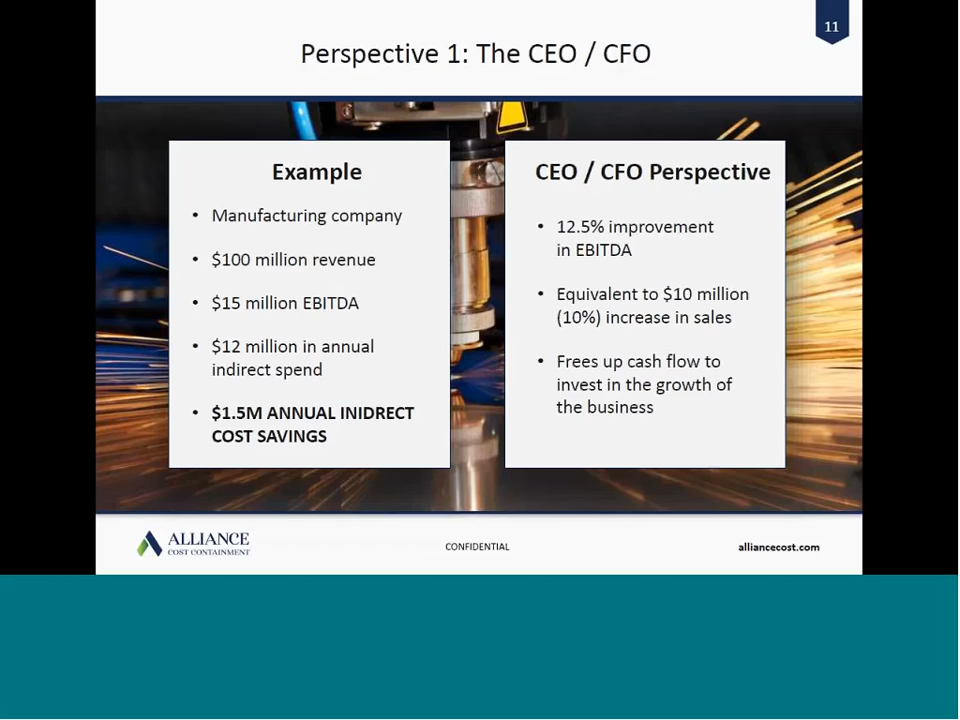 11
Perspective 1: The CEO / CFO
Example
• Manufacturing company
• $100 million revenue
• $15 million EBITDA
• $12 million in annual
indirect spend
• $1.5M ANNUAL INIDRECT
COST SAVINGS
CEO / CFO Perspective
• 12.5% improvement
in EBITDA
• Equivalent to $10 million
(10%) increase in sales
• Frees up cash flow to
invest in the growth of
the business
ALLIANCE
COST CONTAINMENT
CONFIDENTIAL
alliancecost.com